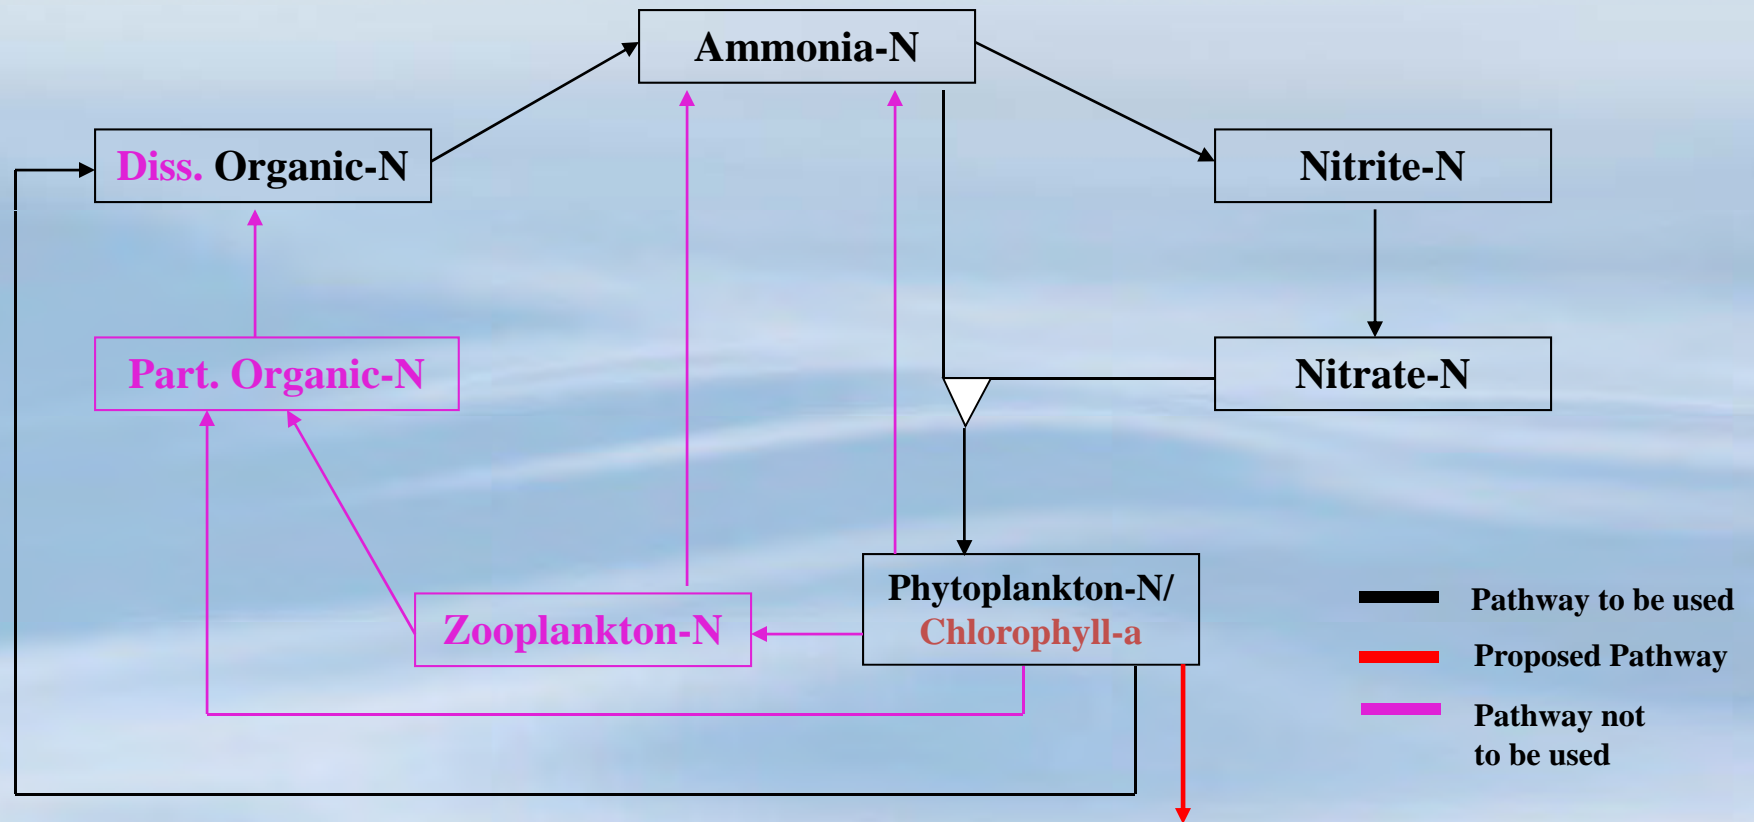 Ammonia-N
Diss. Organic-N
Nitrite-N
Part. Organic-N
Nitrate-N
Zooplankton-N
Phytoplankton-N/
Chlorophyll-a
Pathway to be used
Proposed Pathway
Pathway not
to be used